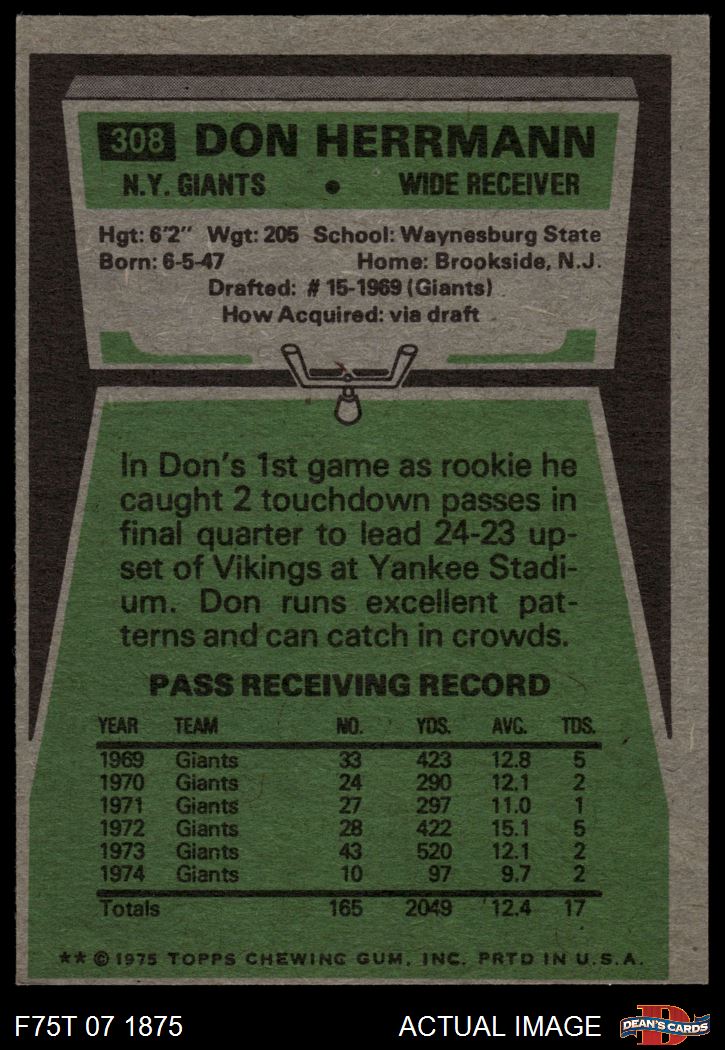 308 DON HERRMANN
N.Y. GIANTS • WIDE RECEIVER
Hgt: 6'2" Wgt: 205 School: Waynesburg State
Born: 6-5-47 Home: Brookside, N.J.
Drafted: # 15-1969 (Giants)
How Acquired: via draft
In Don's 1st game as rookie he
caught 2 touchdown passes in
final quarter to lead 24-23 up-
set of Vikings at Yankee Stadi-
um. Don runs excellent pat-
terns and can catch in crowds.
PASS RECEIVING RECORD
YEAR TEAM NO. YDS. AVG. TDS.
1969 Giants 33 423 12.8 5
1970 Giants 24 290 12.1 2
1971 Giants 27 297 11.0 1
1972 Giants 28 422 15.1 5
1973 Giants 43 520 12.1 2
1974 Giants 10 97 9.7 2
Totals 165 2049 12.4 17
** © 1975 TOPPS CHEWING GUM, INC. PRTD IN U.S.A.
F75T 07 1875 ACTUAL IMAGE D DEAN'S CARDS